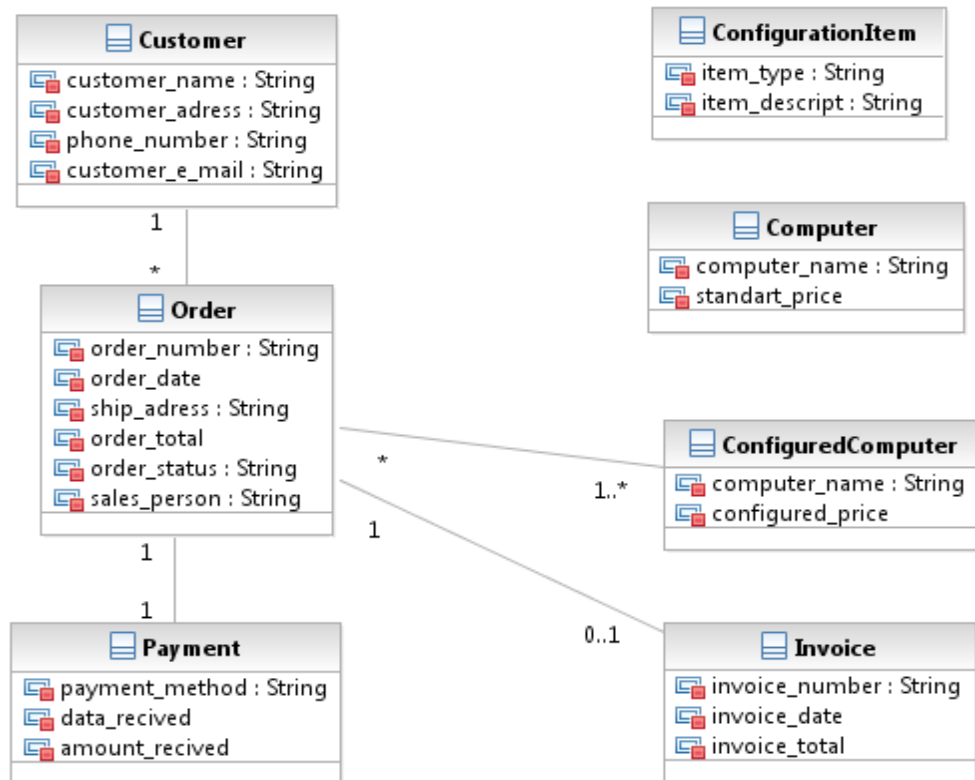 Customer
customer_name : String
customer_adress : String
phone_number : String
customer_e_mail : String
1
*
Order
order_number : String
order_date
ship_adress : String
order_total
order_status : String
sales_person : String
1
1
Payment
payment_method : String
data_recived
amount_recived
ConfigurationItem
item_type : String
item_descript : String
Computer
computer_name : String
standart_price
*
1..*
ConfiguredComputer
computer_name : String
configured_price
1
0..1
Invoice
invoice_number : String
invoice_date
invoice_total